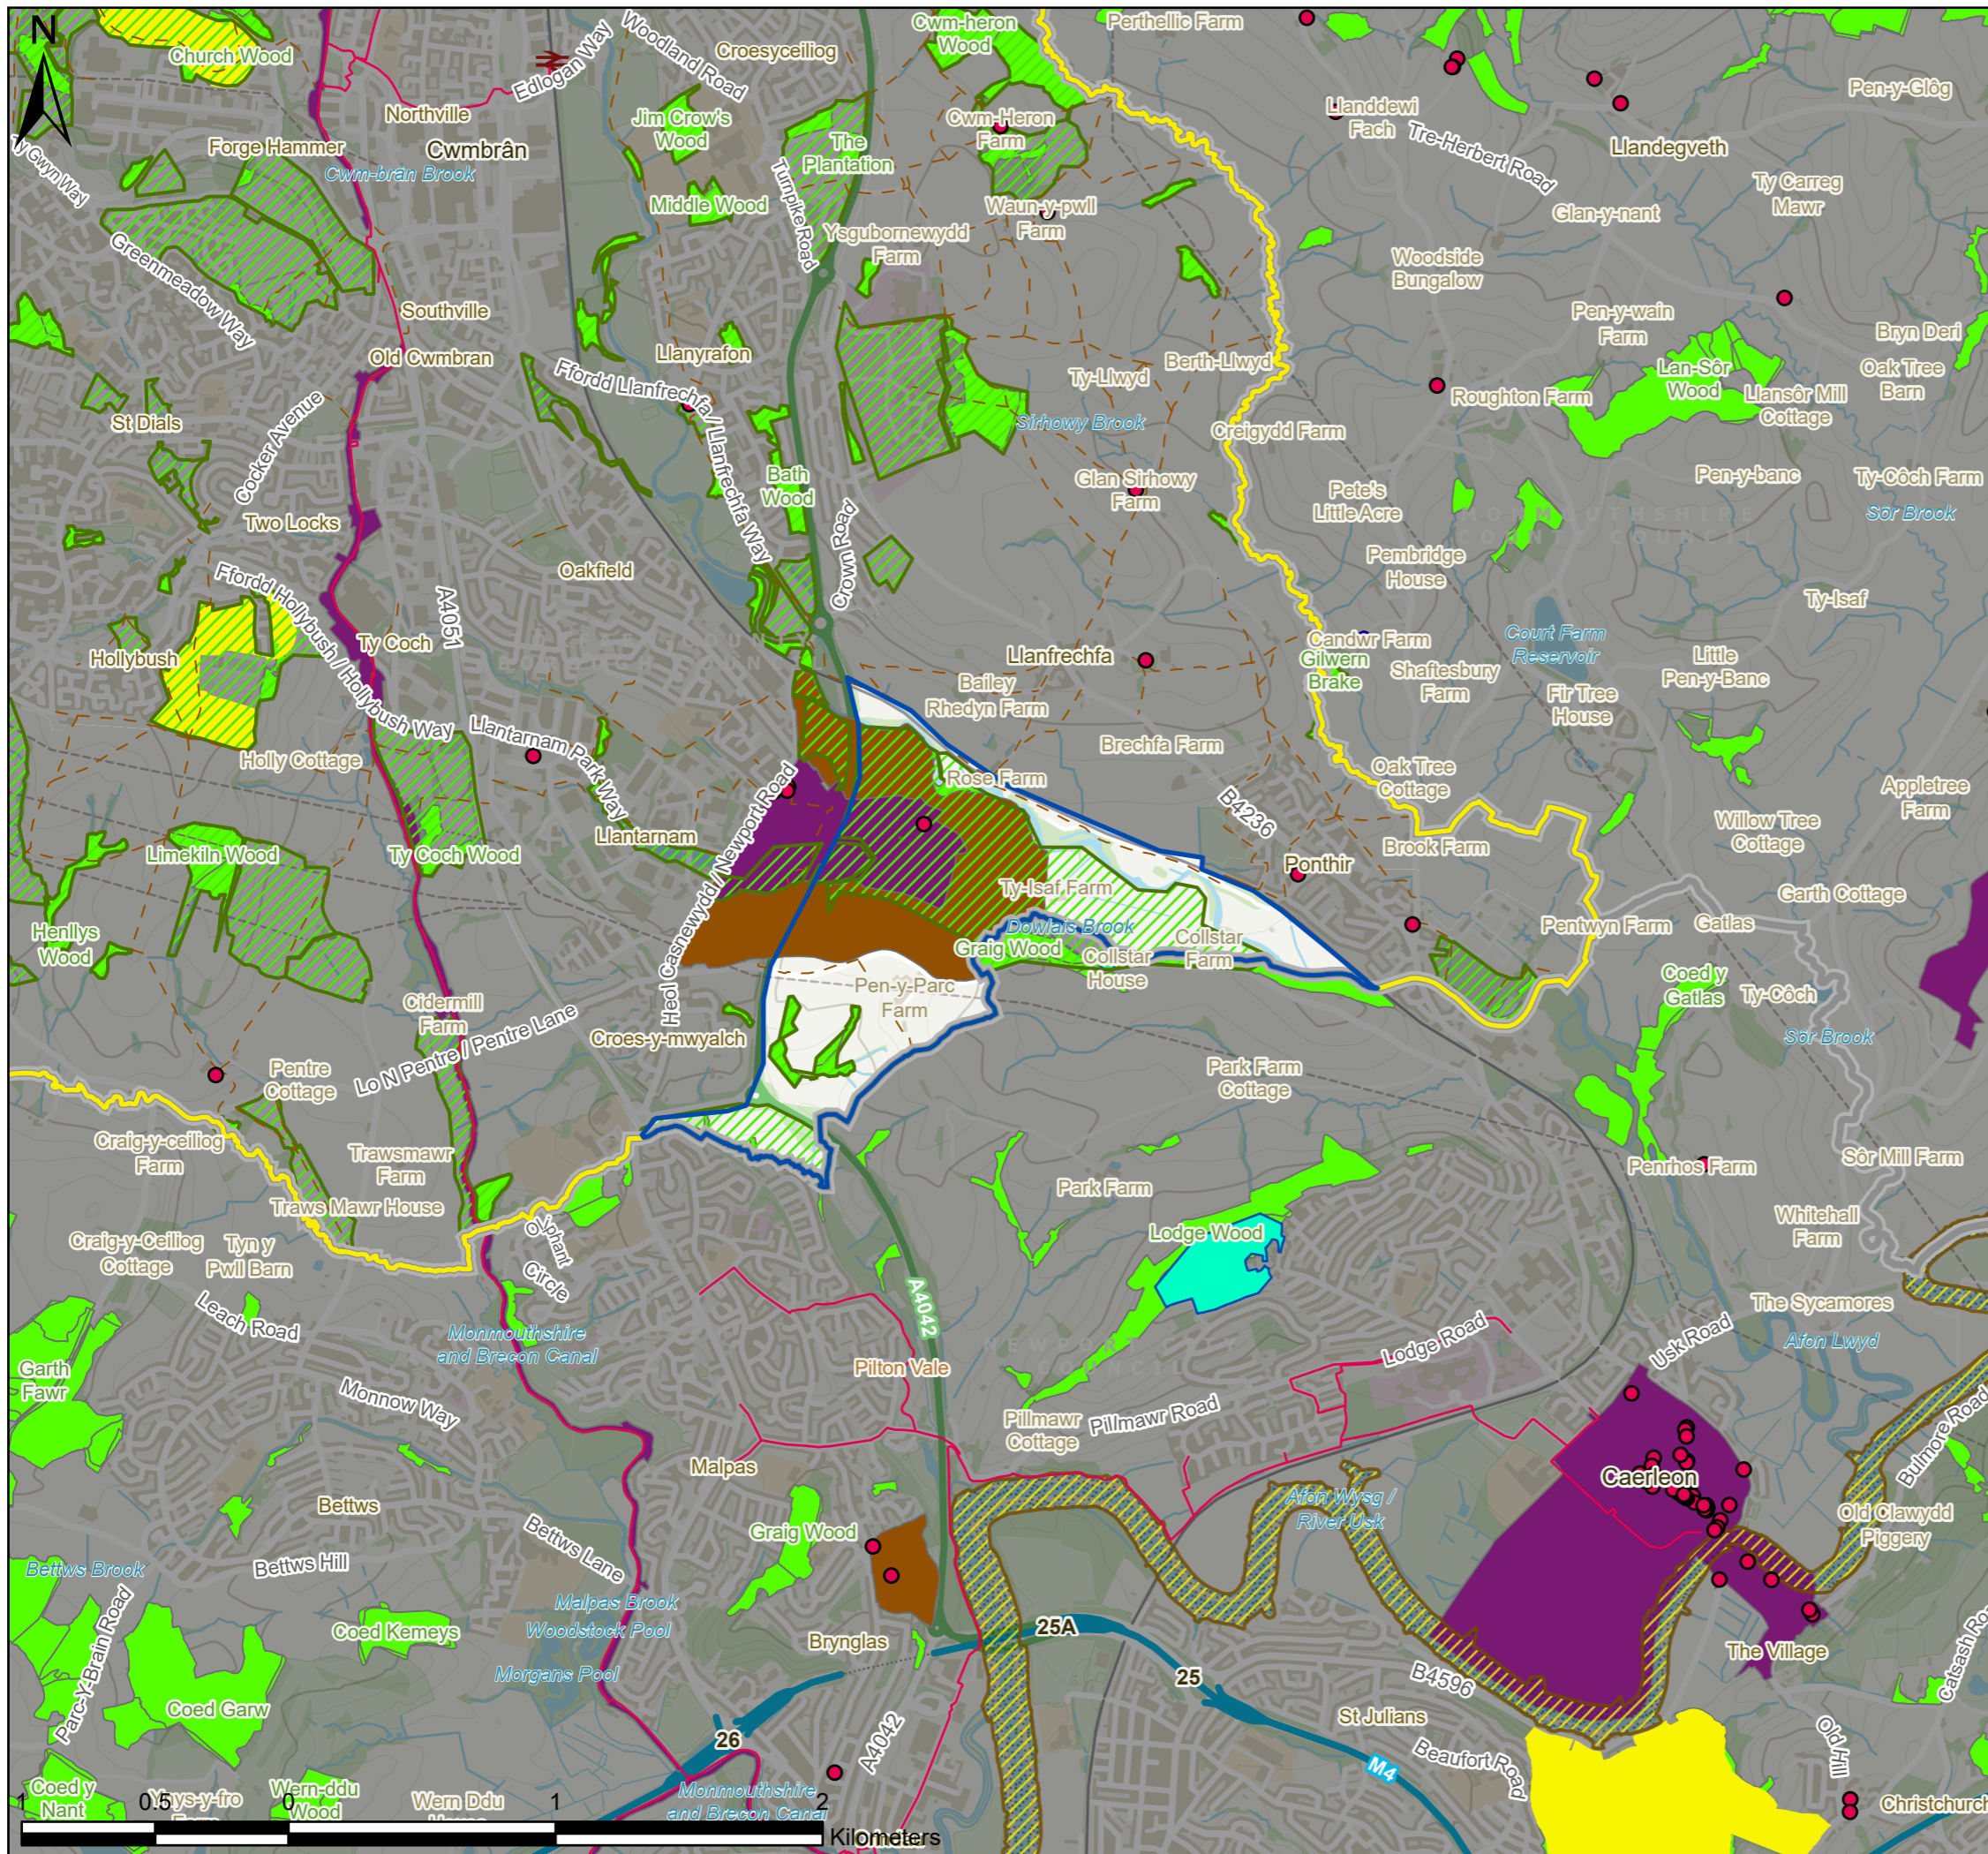 N
Church Wood
Edlogan Way
Woodland Road
Croesyceiliog
Cwm-heron
Wood
Perthellic Farm
Pen-y-Glôg
Northville
Jim Crow's
Wood
The
Plantation
Cwm-Heron
Farm
Llanddewi
Fach
Tre-Herbert Road
Llandegveth
Ty Gwyn Way
Forge Hammer
Cwmbrân
Cwm-brân Brook
Turnpike Road
Middle Wood
Waun-y-pwll
Farm
Ty Carreg
Mawr
Glan-y-nant
Greenmeadow Way
Ysgubornewydd
Farm
Woodside
Bungalow
Southville
Pen-y-wain
Farm
Bryn Deri
Old Cwmbran
Llanyrafon
Berth-Llwyd
Ty-Llwyd
Lan-Sôr
Wood
Oak Tree
Barn
Ffordd Llanfrechfa / Llanfrechfa Way
Roughton Farm
Llansôr Mill
Cottage
St Dials
Cocker Avenue
Sirhowy Brook
Creigydd Farm
Bath
Wood
Glan Sirhowy
Farm
Pete's
Little Acre
Pen-y-banc
Ty-Côch Farm
Sôr Brook
MONMOUTHSHIRE
COUNTY COUNCIL
Two Locks
Crown Road
Oakfield
Pembridge
House
Ffordd Hollybush / Hollybush Way
A4051
Ty-Isaf
Hollybush
Ty Coch
Llanfrechfa
Candwr Farm
Gilwern
Brake
Court Farm
Reservoir
Little
Pen-y-Banc
Shaftesbury
Farm
Bailey
Rhedyn Farm
Fir Tree
House
Llantarnam Park Way
Holly Cottage
Brechfa Farm
Rose Farm
Oak Tree
Cottage
Appletree
Farm
B4236
Willow Tree
Cottage
Llantarnam
Heol Casnewydd / Newport Road
Limekiln Wood
Ty Coch Wood
Ponthir
Brook Farm
Ty-Isaf Farm
Garth Cottage
Henllys
Wood
Dowlais Brook
Graig Wood
Collstar
Farm
Collstar
House
Pentwyn Farm
Gatlas
Coed y
Gatlas
Ty-Côch
Pen-y-Parc
Farm
Cidermill
Farm
Croes-y-mwyalch
Lo N Pentre / Pentre Lane
Sôr Brook
Pentre
Cottage
Park Farm
Cottage
Craig-y-ceiliog
Farm
Trawsmawr
Farm
Penrhos Farm
Sôr Mill Farm
Park Farm
Traws Mawr House
Oliphant
Circle
Lodge Wood
Whitehall
Farm
Craig-y-Ceiliog
Cottage
Tyn y
Pwll Barn
Leach Road
A4042
The Sycamores
Monmouthshire
and Brecon Canal
Lodge Road
Usk Road
Afon Lwyd
Garth
Fawr
Pilton Vale
Monnow Way
Pillmawr
Cottage
Pillmawr Road
Bulmore Road
Malpas
Caerleon
Bettws
Afon Wysg /
River Usk
Old Clawydd
Piggery
Graig Wood
Bettws Lane
Bettws Brook
Bettws Hill
Malpas Brook
Woodstock Pool
Parc-Y-Brain Road
Coed Kemeys
Brynglas
25A
The Village
Morgans Pool
25
B4596
Coed Garw
St Julians
26
A4042
Beaufort Road
Old Hill
M4
Coed y
Nant
Wern-ddu
Wood
Wern Ddu
Monmouthshire
and Brecon Canal
Christchurch
1 0.5 0 1 2
Kilometers